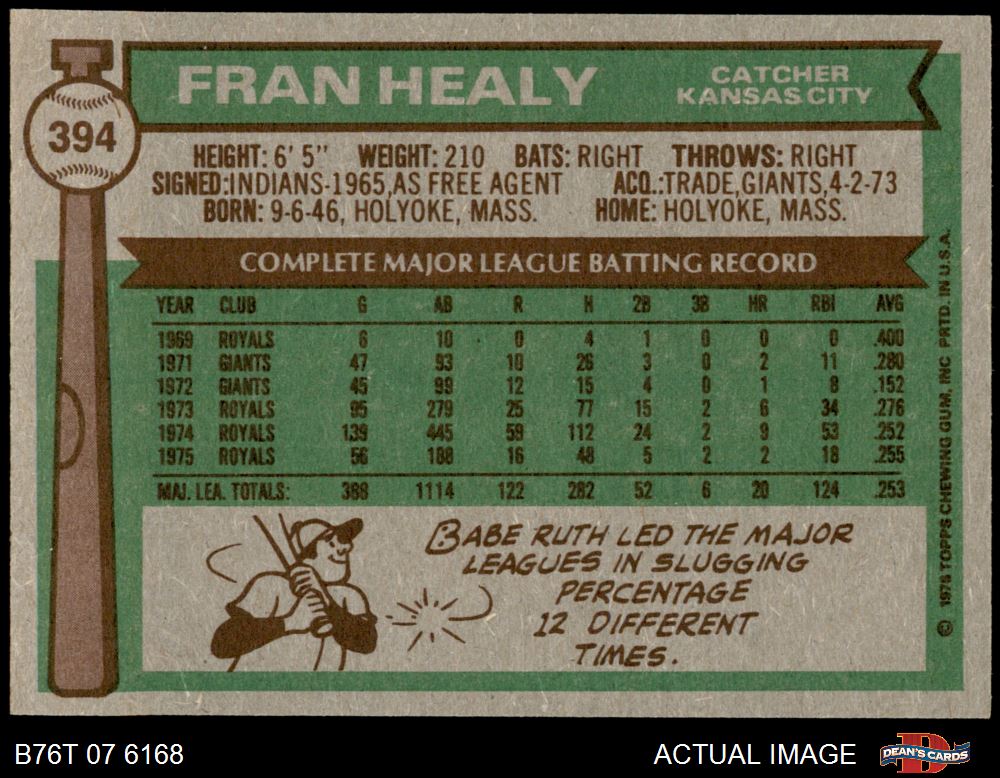 394
FRAN HEALY
CATCHER
KANSAS CITY
HEIGHT: 6' 5" WEIGHT: 210 BATS: RIGHT THROWS: RIGHT
SIGNED:INDIANS-1965,AS FREE AGENT ACQ.:TRADE,GIANTS,4-2-73
BORN: 9-6-46, HOLYOKE, MASS. HOME: HOLYOKE, MASS.
COMPLETE MAJOR LEAGUE BATTING RECORD
YEAR CLUB G AB R H 2B 3B HR RBI AVG
1969 ROYALS 6 10 0 4 1 0 0 0 .400
1971 GIANTS 47 93 10 26 3 0 2 11 .280
1972 GIANTS 45 99 12 15 4 0 1 8 .152
1973 ROYALS 95 279 25 77 15 2 6 34 .276
1974 ROYALS 139 445 59 112 24 2 9 53 .252
1975 ROYALS 56 188 16 48 5 2 2 18 .255
MAJ. LEA. TOTALS: 388 1114 122 282 52 6 20 124 .253
BABE RUTH LED THE MAJOR
LEAGUES IN SLUGGING
PERCENTAGE
12 DIFFERENT
TIMES.
© 1976 TOPPS CHEWING GUM, INC PRTD. IN U.S.A.
B76T 07 6168
ACTUAL IMAGE
D
DEAN'S CARDS